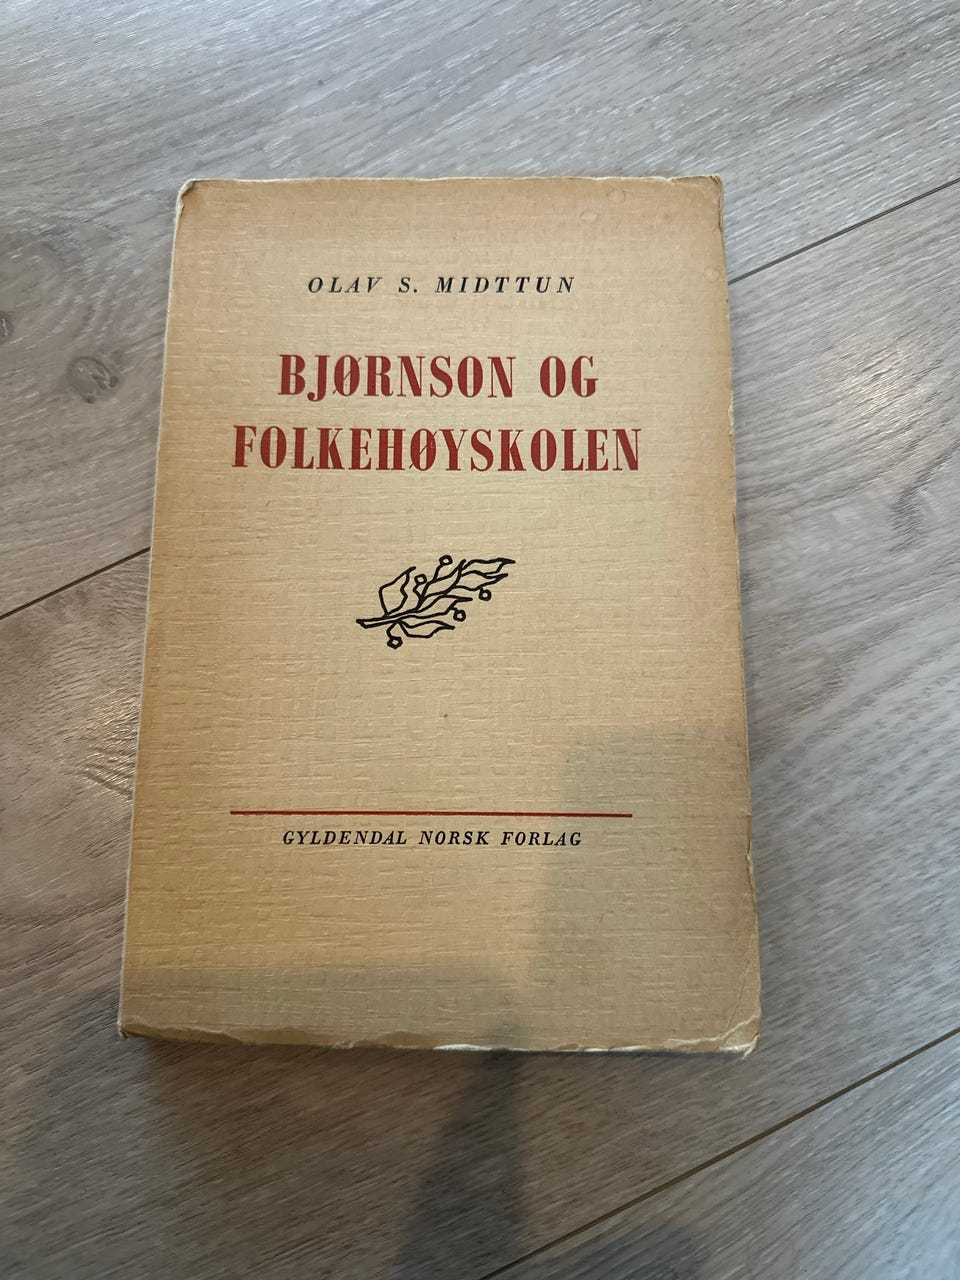 OLAV S. MIDTTUN
BJØRNSON OG
FOLKEHØYSKOLEN
GYLDENDAL NORSK FORLAG